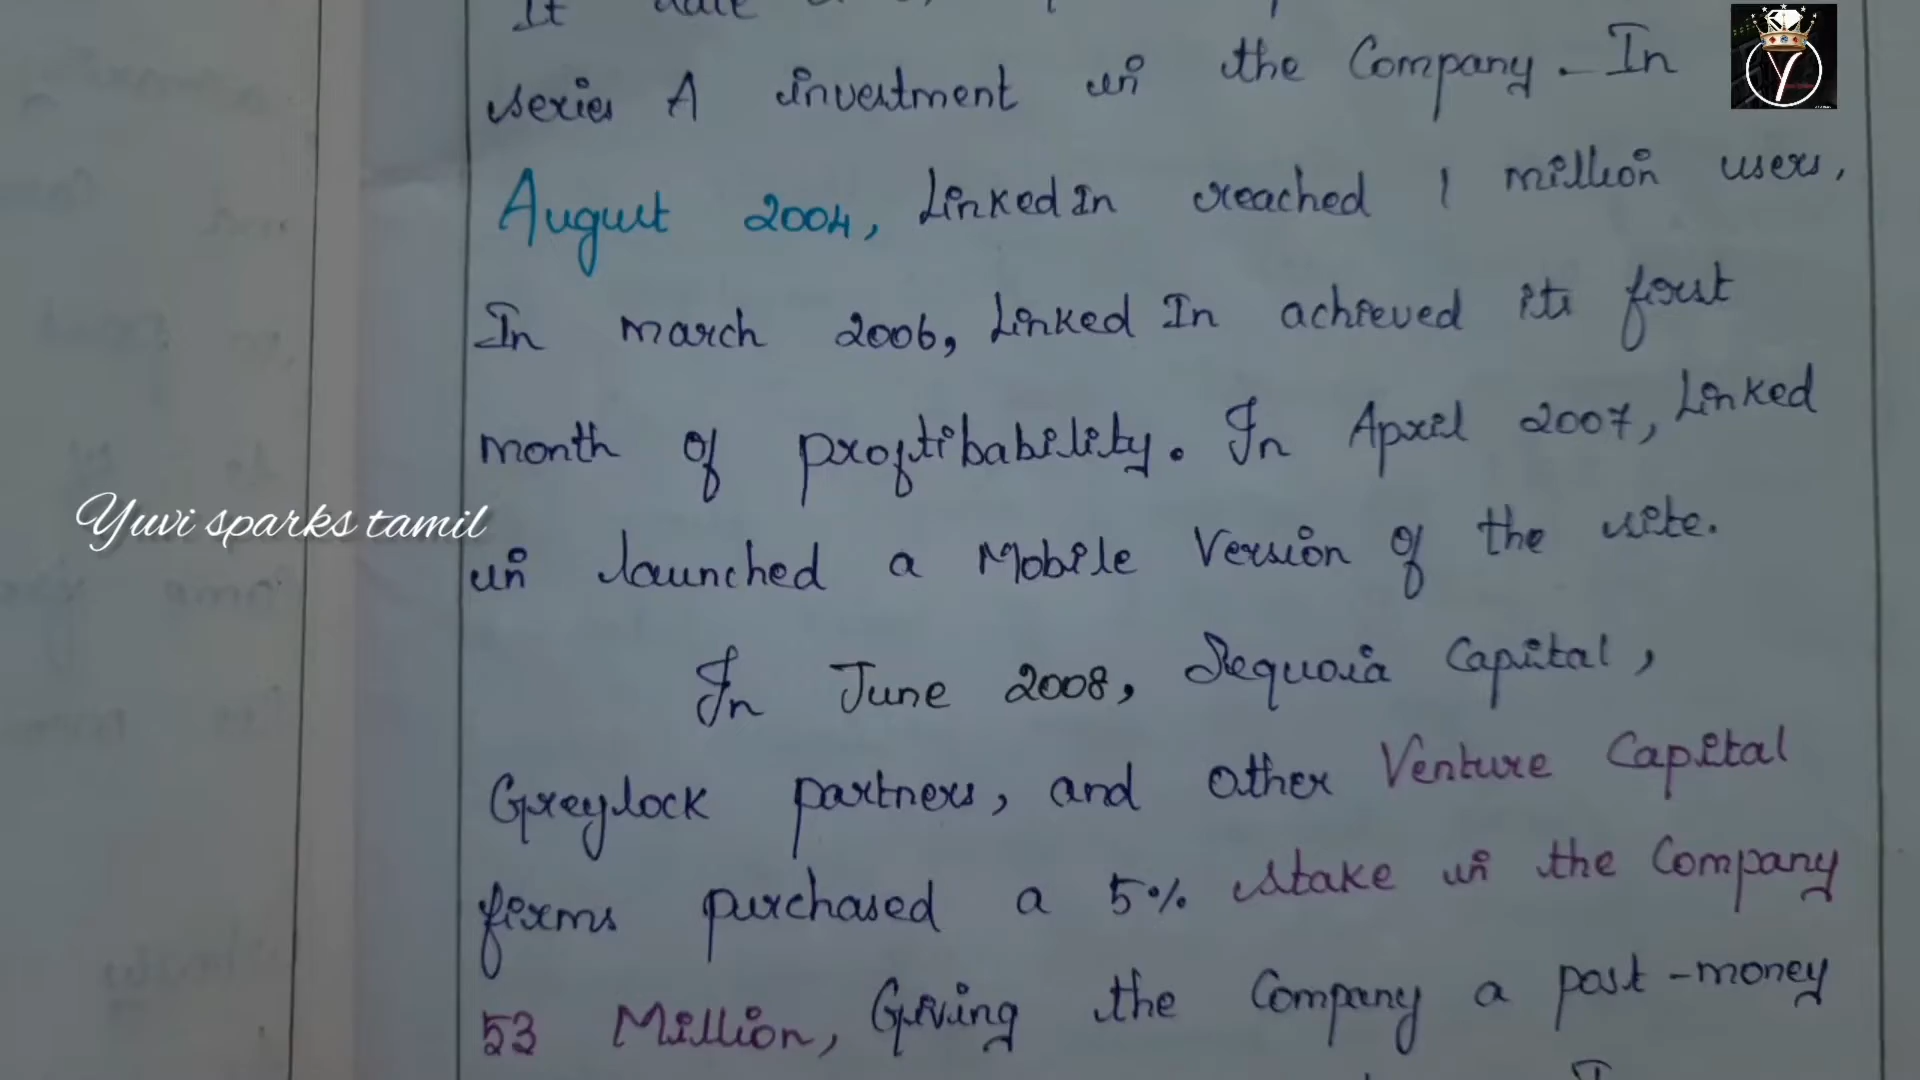 It
series A investment in the Company. In
August 2004, LinkedIn reached 1 million users,
In march 2006, Linked In achieved its first
month of proftibability. In April 2007, Linked
in launched a Mobile Version of the site.
Yuvi sparks tamil
In June 2008, Sequoia Capital,
Greylock partners, and other Venture Capital
firms purchased a 5% stake in the Company
53 Million, Giving the Company a post-money